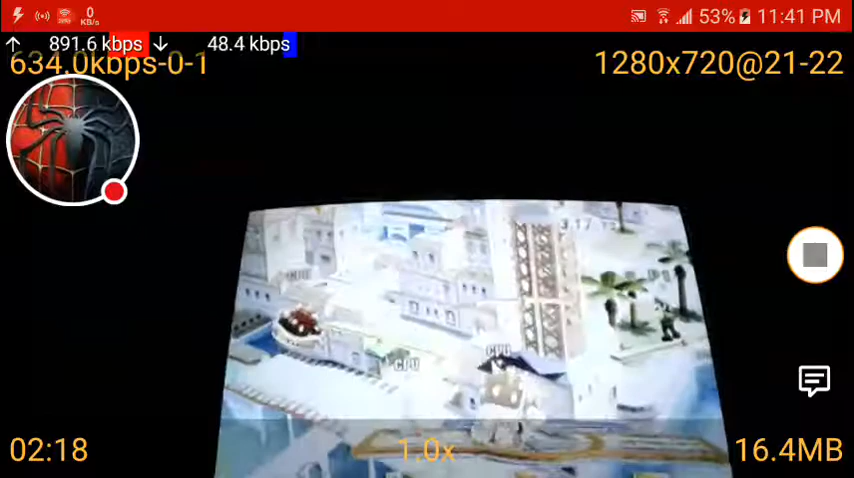 0
KB/s
53%
11:41 PM
891.6 kbps
48.4 kbps
634.0kbps-0-1
1280x720@21-22
CPU
CPU
02:18
1.0x
16.4MB